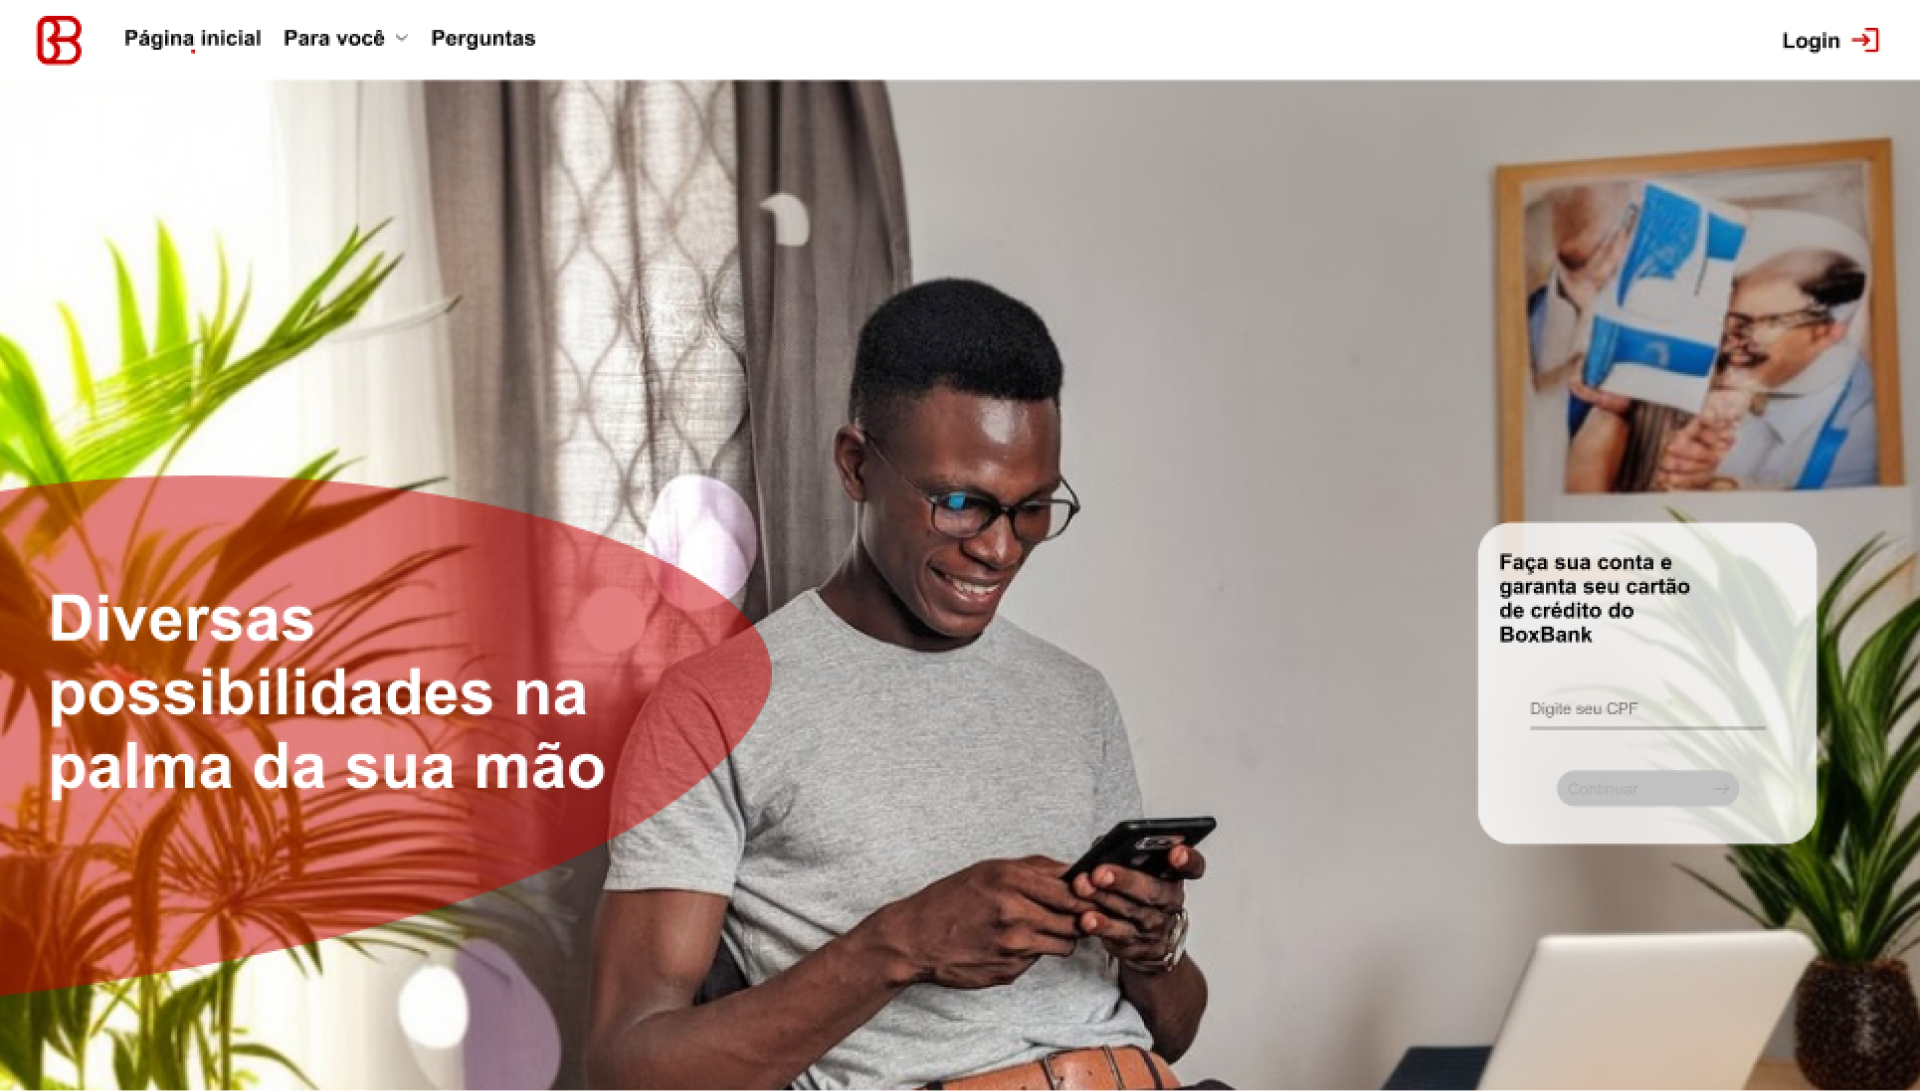 Página inicial Para você Perguntas Login
Diversas
possibilidades na
palma da sua mão
Faça sua conta e
garanta seu cartão
de crédito do
BoxBank
Digite seu CPF
Continuar